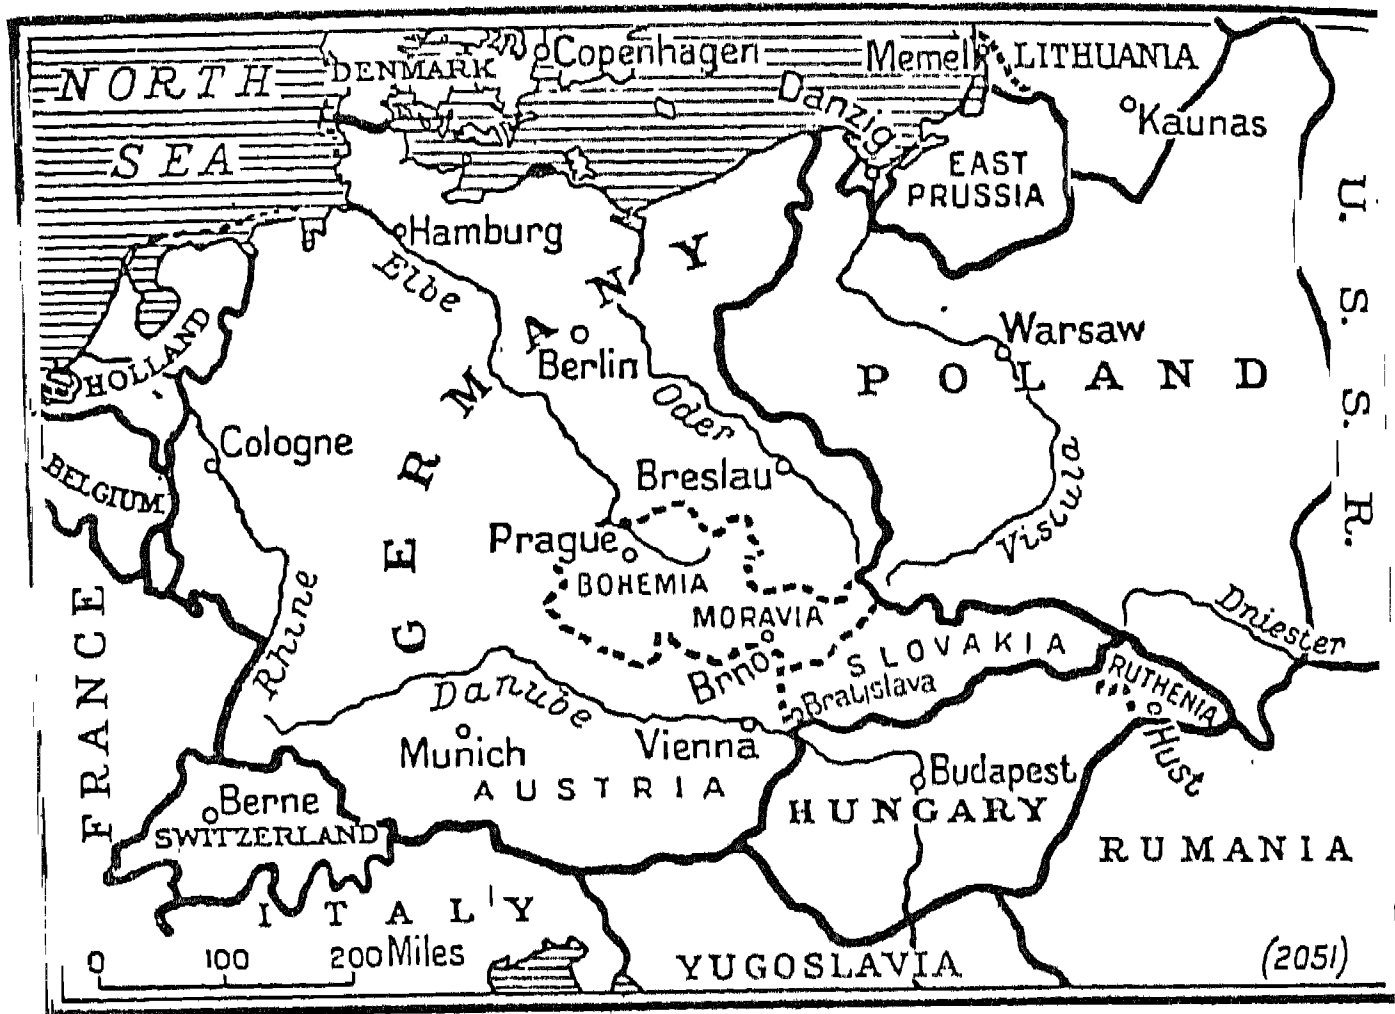 NORTH
SEA
DENMARK
Copenhagen
Memel
LITHUANIA
Danzig
Kaunas
EAST
PRUSSIA
U. S. S. R.
Hamburg
Elbe
GERMANY
HOLLAND
Berlin
Warsaw
POLAND
Oder
Cologne
BELGIUM
Breslau
Vistula
Prague
BOHEMIA
MORAVIA
Brno
SLOVAKIA
Bratislava
Dniester
RUTHENIA
Hust
FRANCE
Rhine
Danube
Munich
Vienna
AUSTRIA
Budapest
HUNGARY
RUMANIA
Berne
SWITZERLAND
ITALY
YUGOSLAVIA
0 100 200 Miles
(2051)